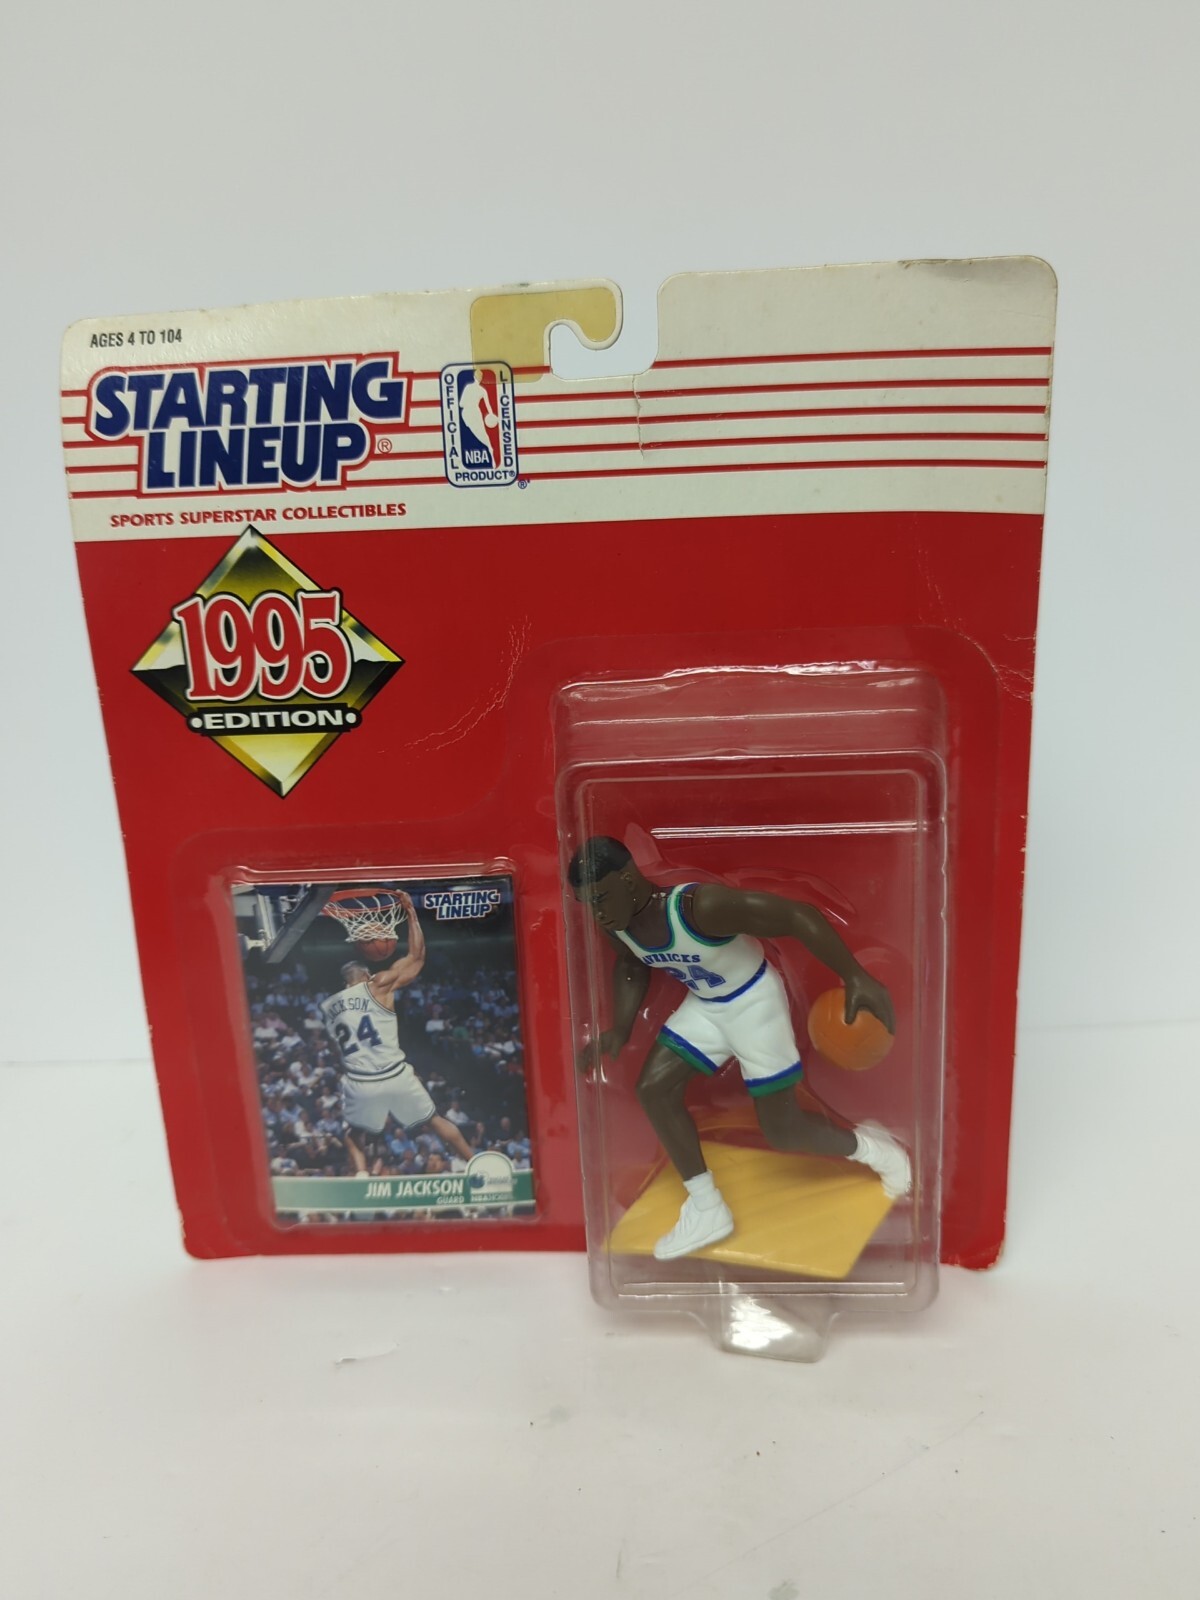 AGES 4 TO 104
STARTING
LINEUP®
OFFICIAL
LICENSED
NBA
PRODUCT®
®
SPORTS SUPERSTAR COLLECTIBLES
1995
•EDITION•
STARTING
LINEUP
JACKSON
24
JIM JACKSON
GUARD
24